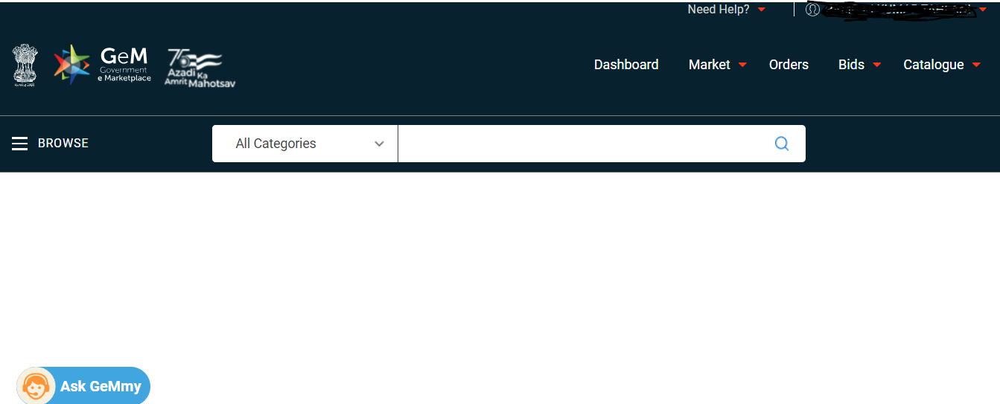 Need Help?
GeM
Government
e Marketplace
75
Azadi Ka
Amrit Mahotsav
Dashboard
Market
Orders
Bids
Catalogue
BROWSE
All Categories
Ask GeMmy